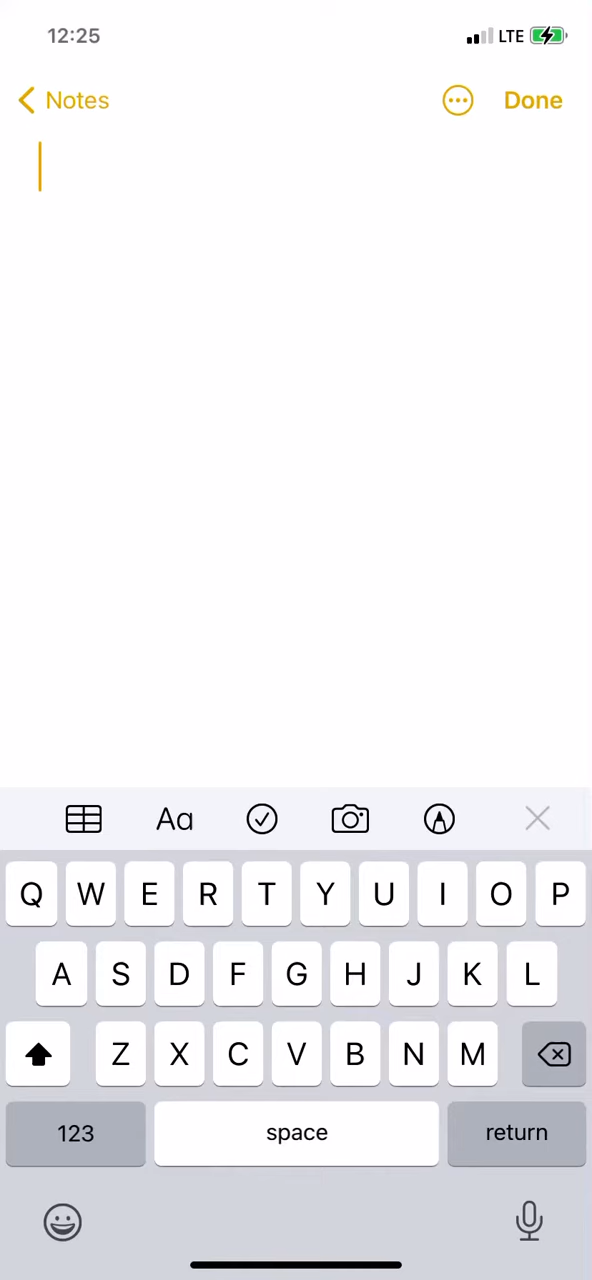 12:25 LTE
Notes Done
Aa
Q W E R T Y U I O P
A S D F G H J K L
Z X C V B N M
123 space return